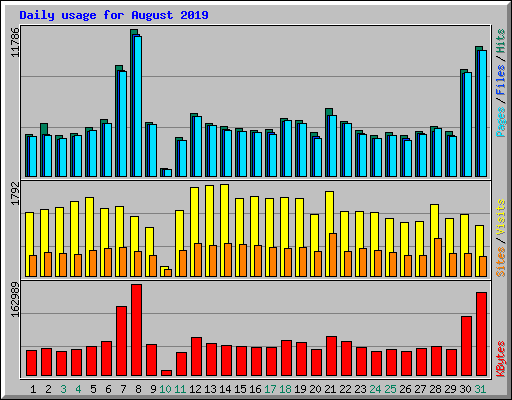 Daily usage for August 2019
11786
Pages / Files / Hits
1792
Sites / Visits
162989
KBytes
1 2 3 4 5 6 7 8 9 10 11 12 13 14 15 16 17 18 19 20 21 22 23 24 25 26 27 28 29 30 31